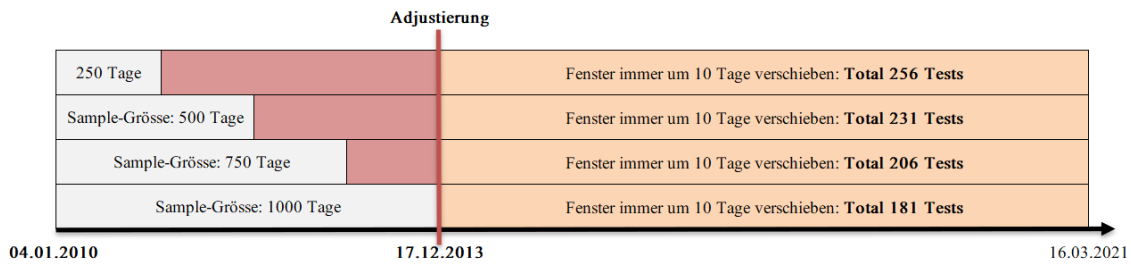 Adjustierung
250 Tage
Fenster immer um 10 Tage verschieben: Total 256 Tests
Sample-Grösse: 500 Tage
Fenster immer um 10 Tage verschieben: Total 231 Tests
Sample-Grösse: 750 Tage
Fenster immer um 10 Tage verschieben: Total 206 Tests
Sample-Grösse: 1000 Tage
Fenster immer um 10 Tage verschieben: Total 181 Tests
04.01.2010
17.12.2013
16.03.2021